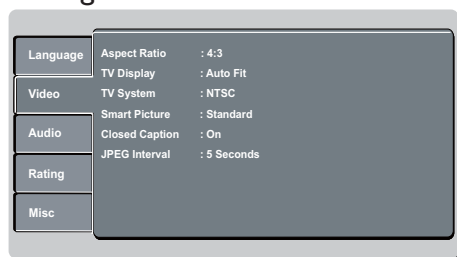 Language
Video
Audio
Rating
Misc
Aspect Ratio : 4:3
TV Display : Auto Fit
TV System : NTSC
Smart Picture : Standard
Closed Caption : On
JPEG Interval : 5 Seconds